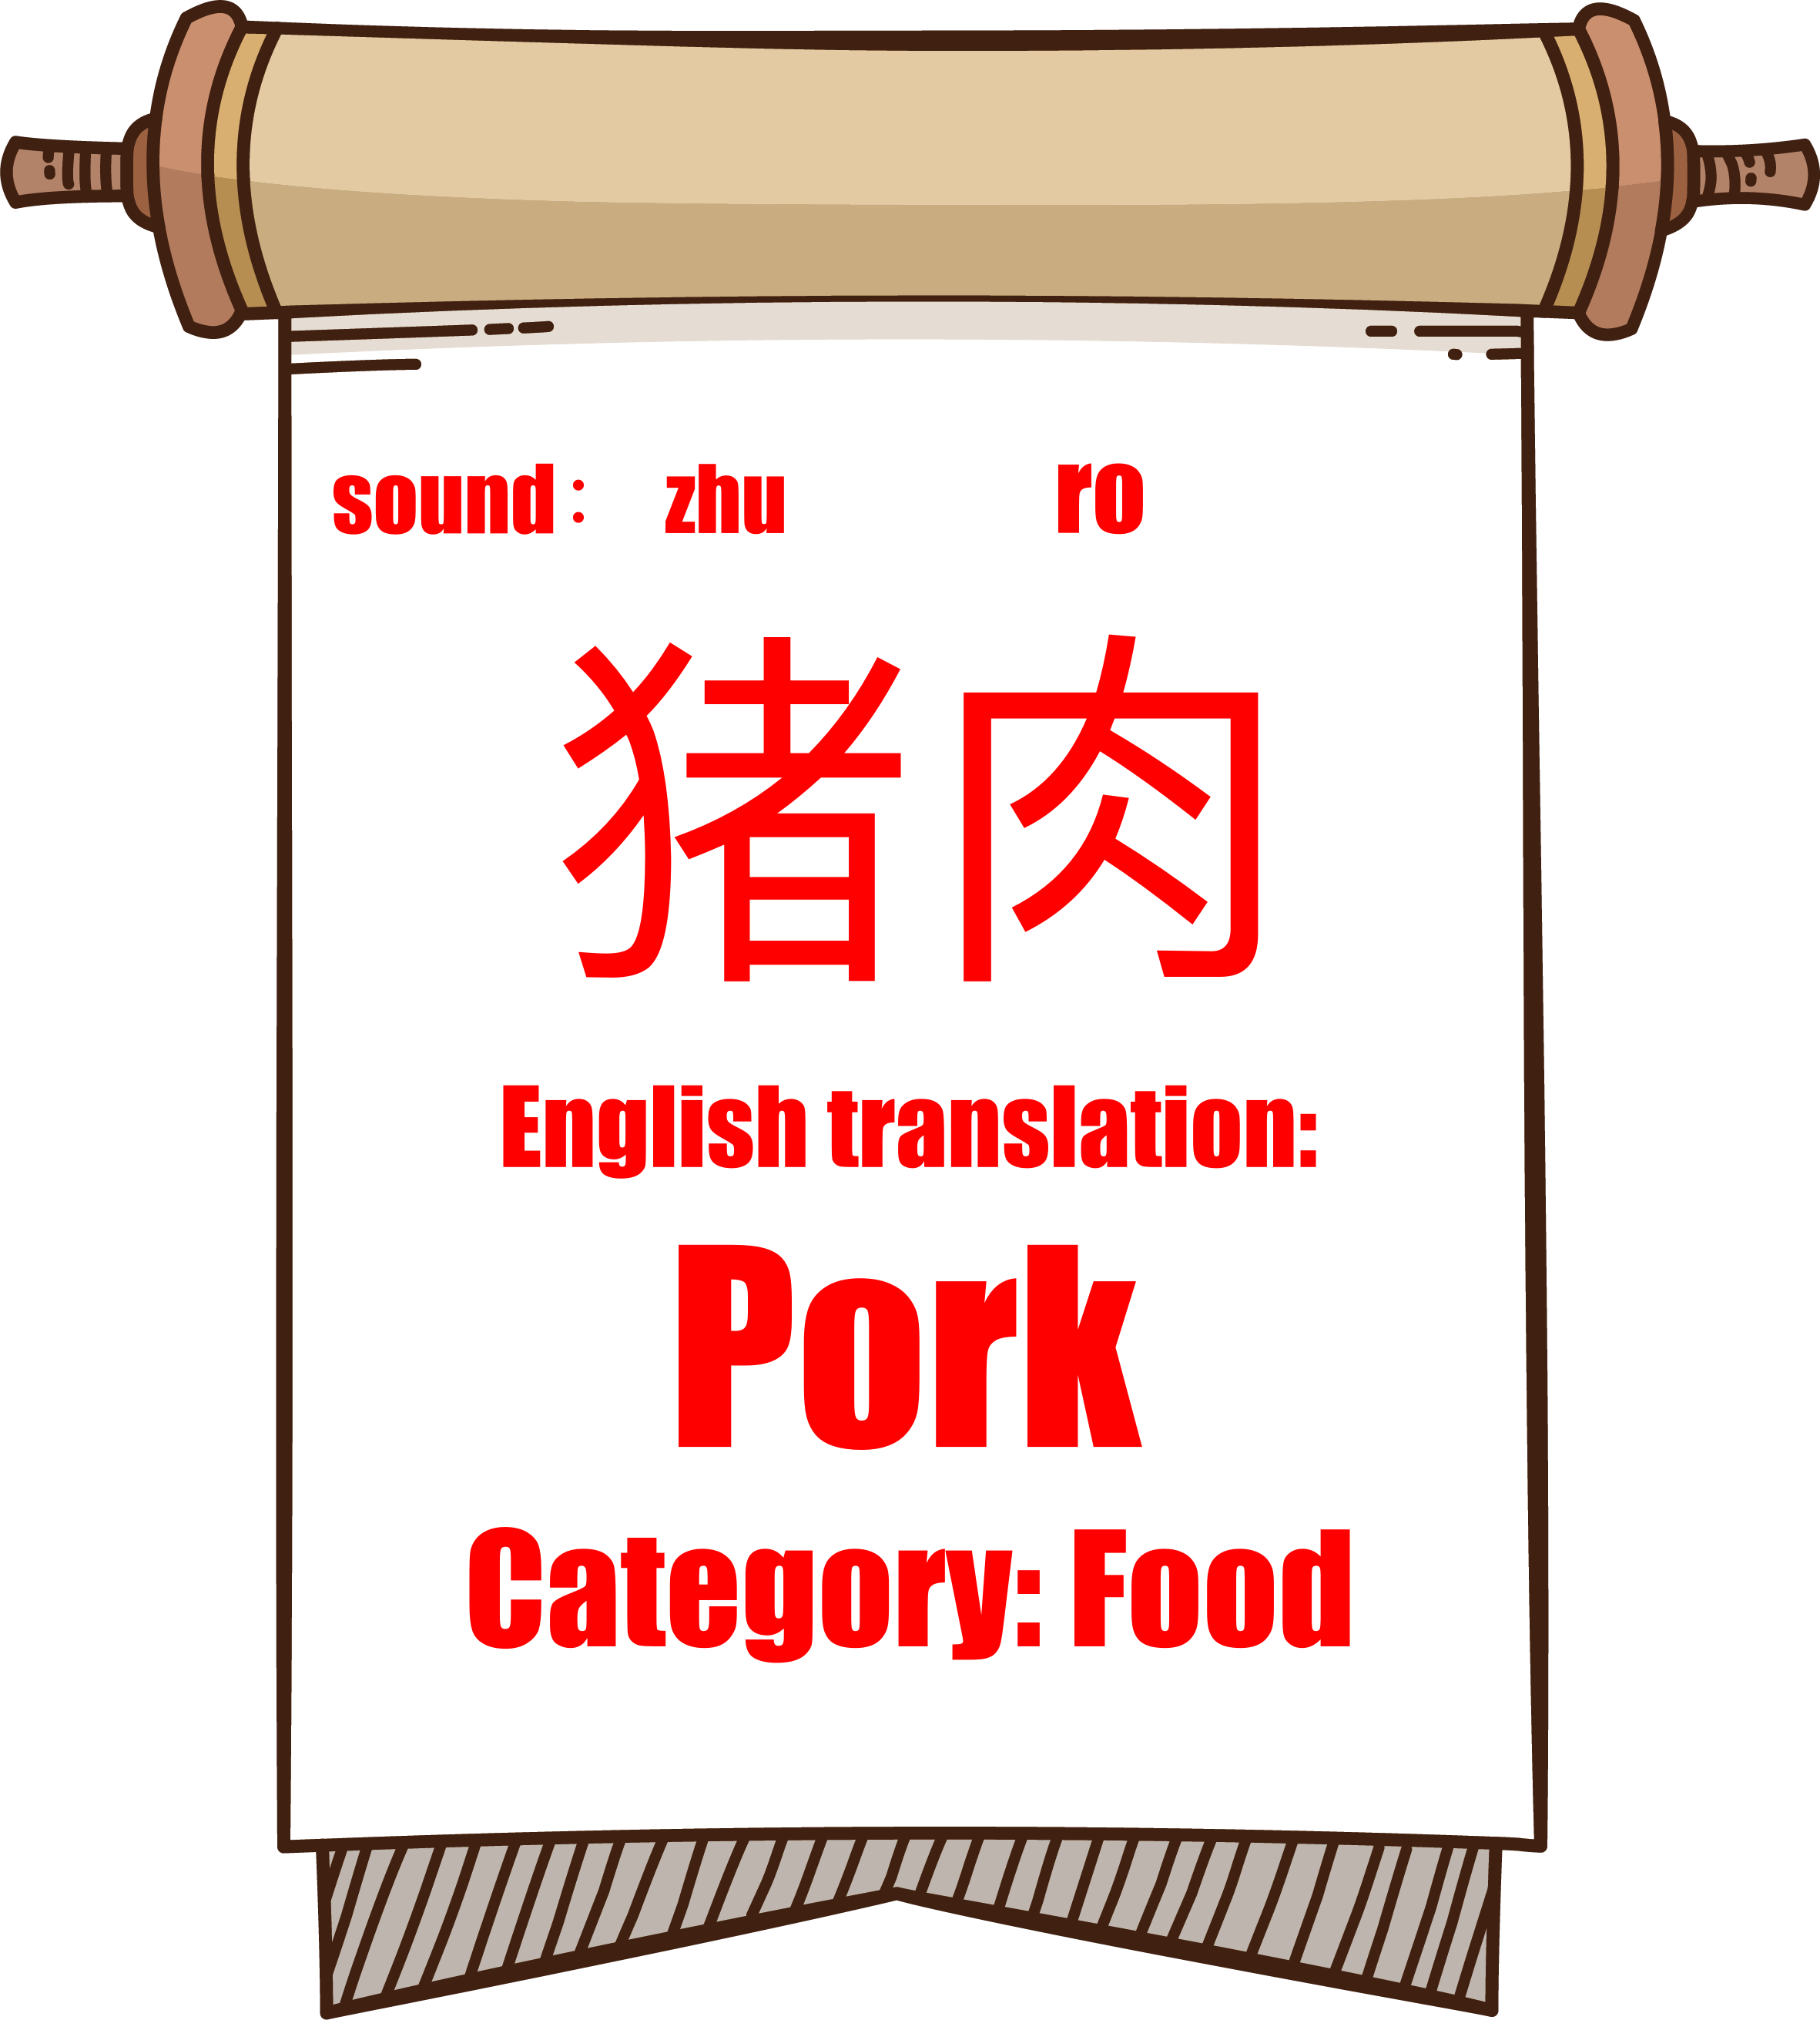 sound： zhu ro
猪肉
English translation:
Pork
Category: Food